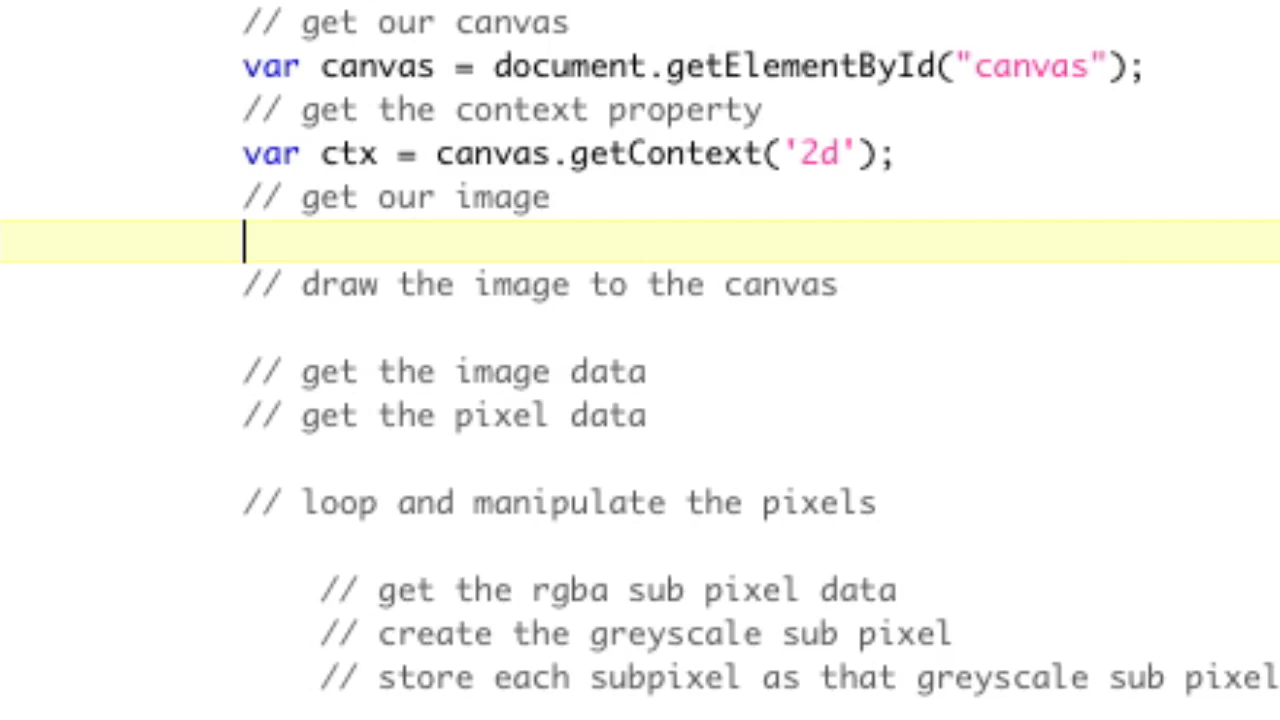 // get our canvas
var canvas = document.getElementById("canvas");
// get the context property
var ctx = canvas.getContext('2d');
// get our image
// draw the image to the canvas
// get the image data
// get the pixel data
// loop and manipulate the pixels
// get the rgba sub pixel data
// create the greyscale sub pixel
// store each subpixel as that greyscale sub pixel